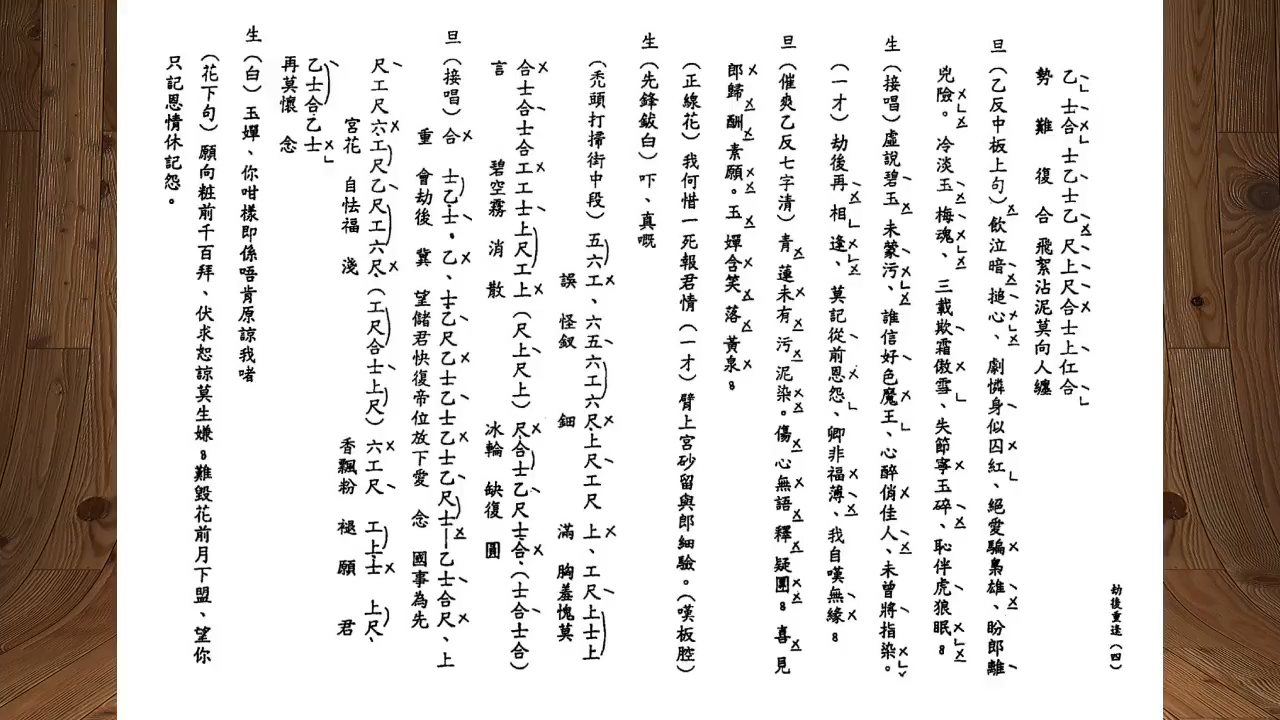 劫後重逢（四）
乙士合士乙士乙尺上尺合士上仜合
勢難復合飛絮沾泥莫向人纏
旦（乙反中板上句）飲泣暗搥心、劇憐身似囚紅、絕愛騙梟雄、盼郎離
兇險。冷淡玉梅魂、三載欺霜傲雪、失節寧玉碎、恥伴虎狼眠。
生（接唱）虛說碧玉未蒙污、誰信好色魔王、心醉俏佳人、未曾將指染。
（一才）劫後再相逢、莫記從前恩怨、卿非福薄、我自嘆無緣。
旦（催爽乙反七字清）青蓮未有污泥染。傷心無語釋疑團。喜見
郎歸酬素願。玉嬋含笑落黃泉。
（正線花）我何惜一死報君情（一才）臂上宮砂留與郎細驗。（嘆板腔）
生（先鋒鈸白）吓、真嘅
（禿頭打掃街中段）五六工、六五六工六尺上尺工尺上、工尺上士上
誤怪釵鈿滿胸羞愧莫
合士合士合工工士上尺工上（尺上尺上）尺合士乙尺士合、（士合士合）
言碧空霧消散冰輪缺復圓
旦（接唱）合士乙士。乙、士乙尺乙士乙士乙士乙尺士—乙士合尺、上
重會劫後冀望儲君快復帝位放下愛念國事為先
尺工尺六工尺乙尺工六尺（工尺合士上尺）六工尺工上士上尺、
宮花自怯福淺香飄粉褪願君
乙士合乙士
再莫懷念
生（白）玉嬋、你咁樣即係唔肯原諒我啫
（花下句）願向粧前千百拜、伏求恕諒莫生嫌。難毀花前月下盟、望你
只記恩情休記怨。